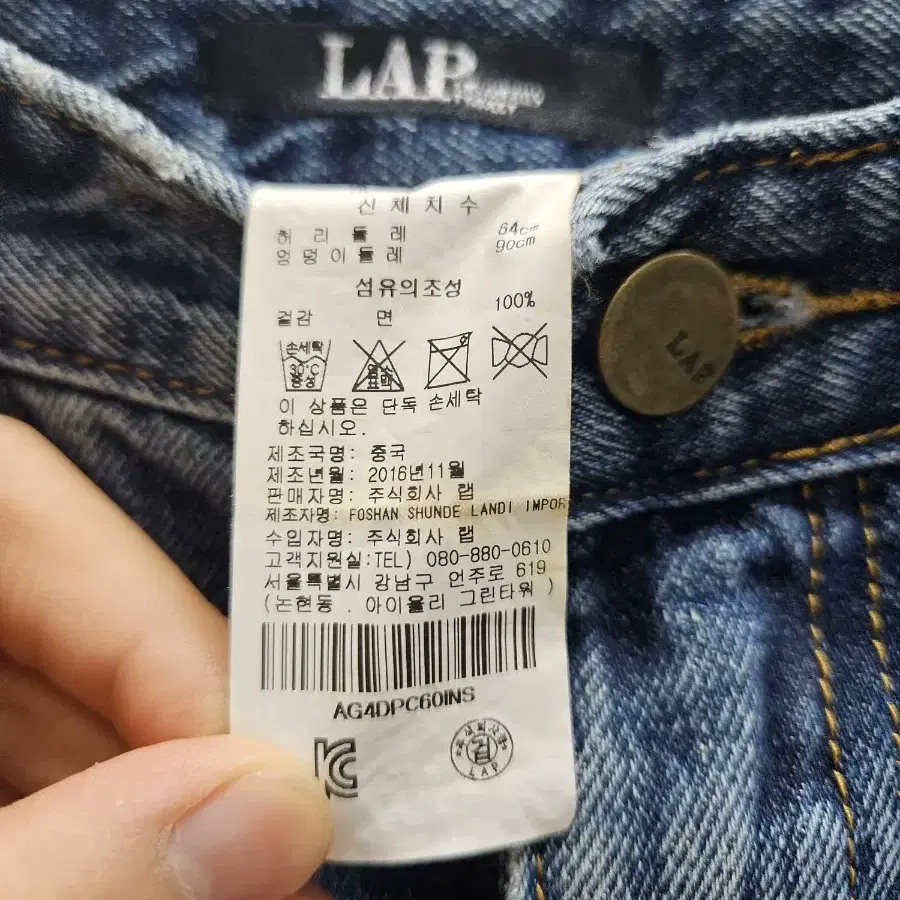 LAP
신체치수
허리둘레 64cm
엉덩이둘레 90cm
섬유의조성
겉감 면 100%
손세탁
30℃
중성
염소
표백
이 상품은 단독 손세탁
하십시오.
제조국명: 중국
제조년월: 2016년11월
판매자명: 주식회사 랩
제조자명: FOSHAN SHUNDE LANDI IMPOR
수입자명: 주식회사 랩
고객지원실:TEL) 080-880-0610
서울특별시 강남구 언주로 619
(논현동 . 아이올리 그린타워 )
AG4DPC60INS
검
LAP
LAP